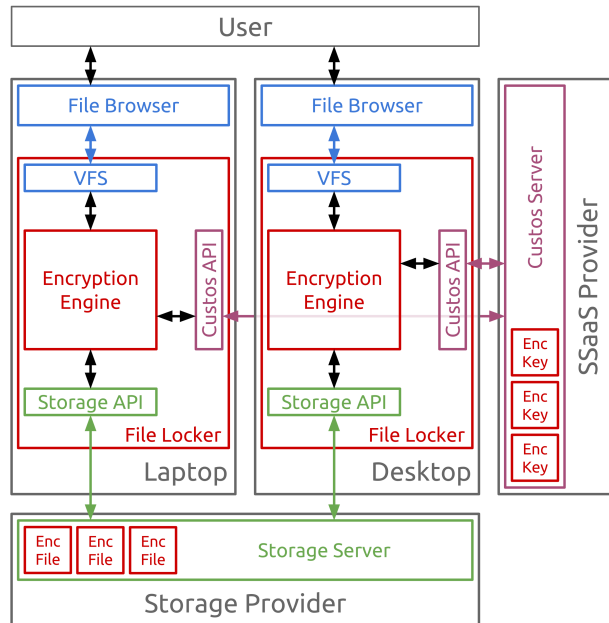 User
File Browser
VFS
Encryption
Engine
Custos API
Storage API
File Locker
Laptop
File Browser
VFS
Encryption
Engine
Custos API
Storage API
File Locker
Desktop
Custos Server
Enc
Key
Enc
Key
Enc
Key
SSaaS Provider
Enc
File
Enc
File
Enc
File
Storage Server
Storage Provider